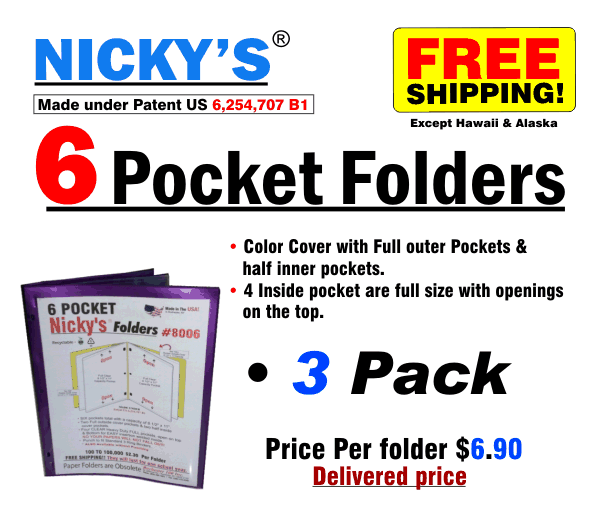 NICKY'S®
Made under Patent US 6,254,707 B1
FREE
SHIPPING!
Except Hawaii & Alaska
6 Pocket Folders
• Color Cover with Full outer Pockets &
half inner pockets.
• 4 Inside pocket are full size with openings
on the top.
• 3 Pack
Price Per folder $6.90
Delivered price
6 POCKET
Made in the USA!
Nicky's Folders #8006
FREE SHIPPING!!
Paper Folders are Obsolete